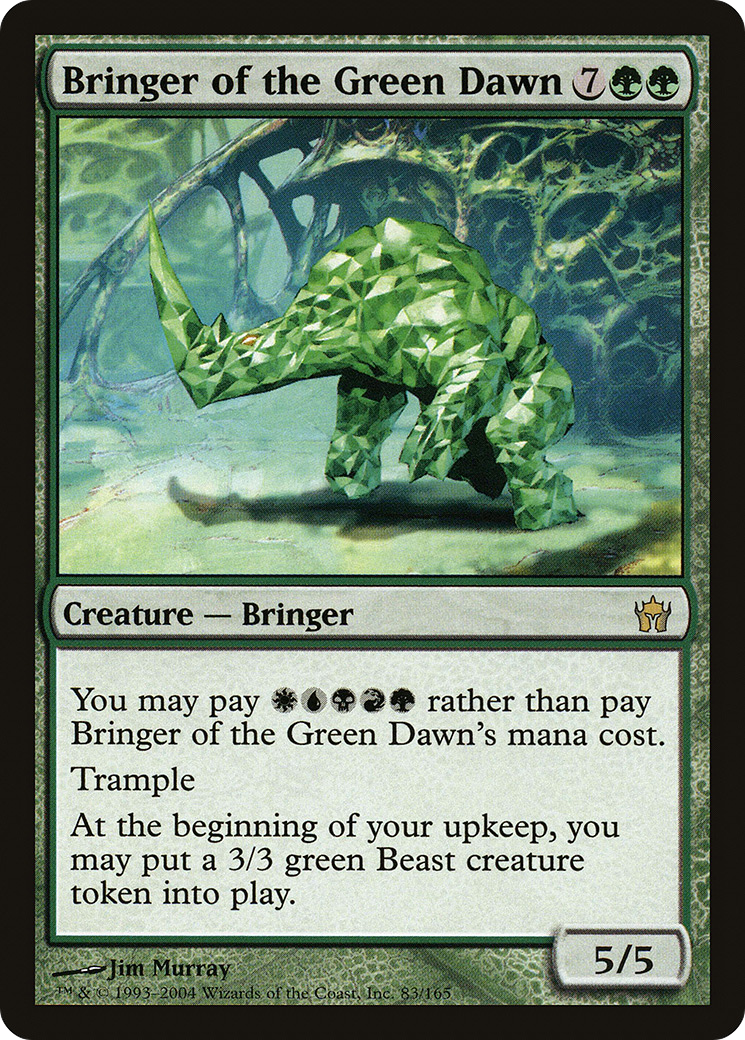 Bringer of the Green Dawn 7
Creature — Bringer
You may pay rather than pay
Bringer of the Green Dawn's mana cost.
Trample
At the beginning of your upkeep, you
may put a 3/3 green Beast creature
token into play.
5/5
Jim Murray
™ & © 1993–2004 Wizards of the Coast, Inc. 83/165